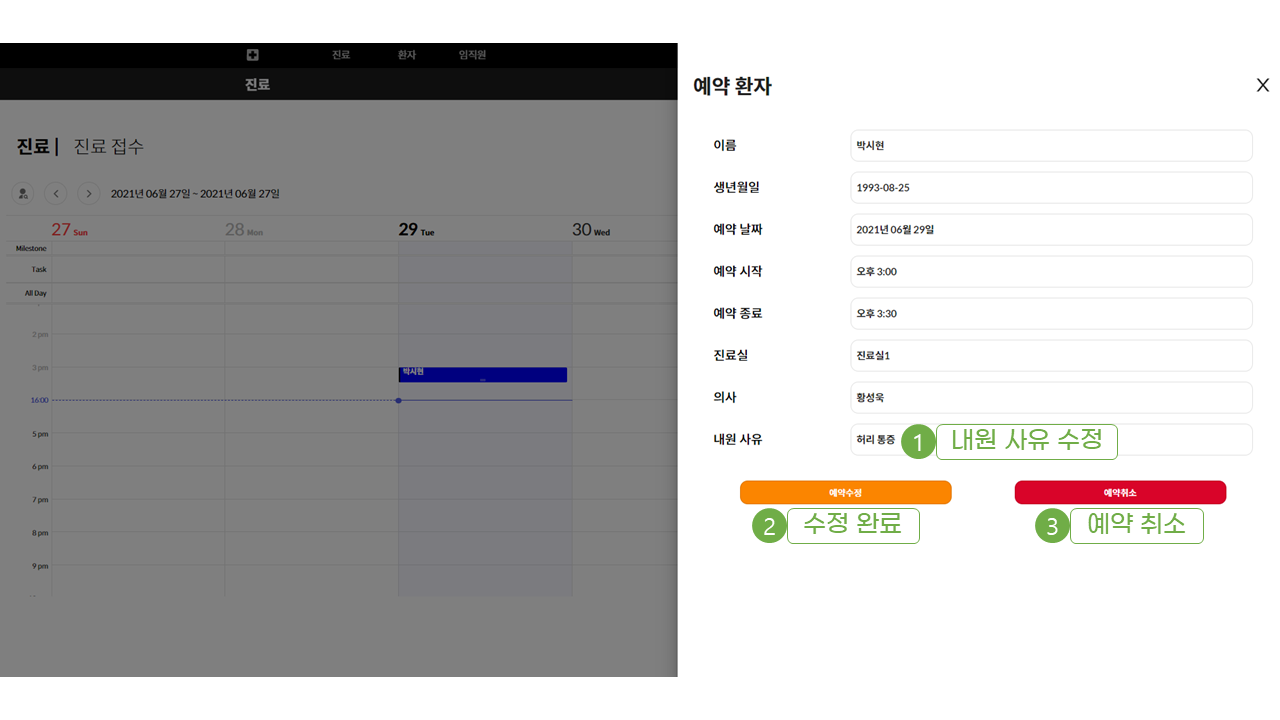 진료 환자 임직원
진료
진료 | 진료 접수
2021년 06월 27일 ~ 2021년 06월 27일
27 Sun 28 Mon 29 Tue 30 Wed
Milestone
Task
All Day
2 pm
3 pm
박시현
16:00
5 pm
6 pm
7 pm
8 pm
9 pm
예약 환자 X
이름 박시현
생년월일 1993-08-25
예약 날짜 2021년 06월 29일
예약 시작 오후 3:00
예약 종료 오후 3:30
진료실 진료실1
의사 황성욱
내원 사유 허리 통증 1 내원 사유 수정
예약수정 예약취소
2 수정 완료 3 예약 취소